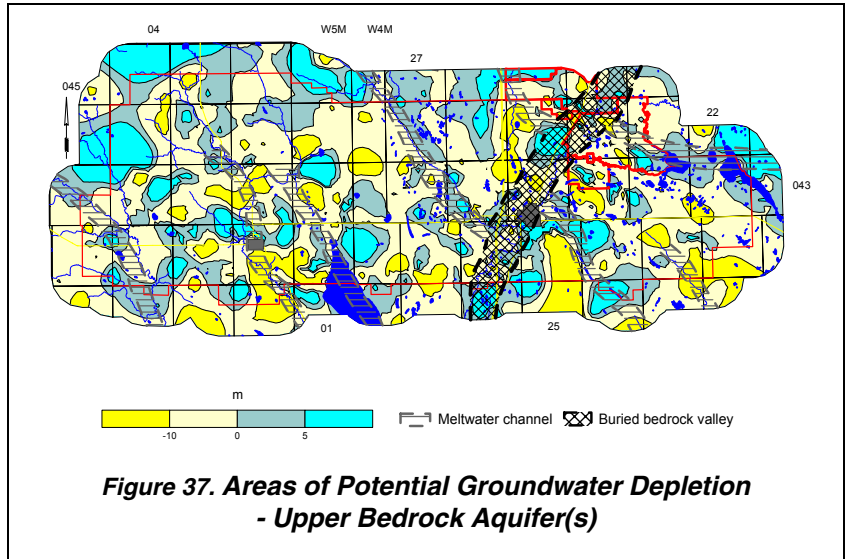 04
W5M W4M
27
045
22
043
01
25
m
-10 0 5
Meltwater channel
Buried bedrock valley
Figure 37. Areas of Potential Groundwater Depletion
- Upper Bedrock Aquifer(s)